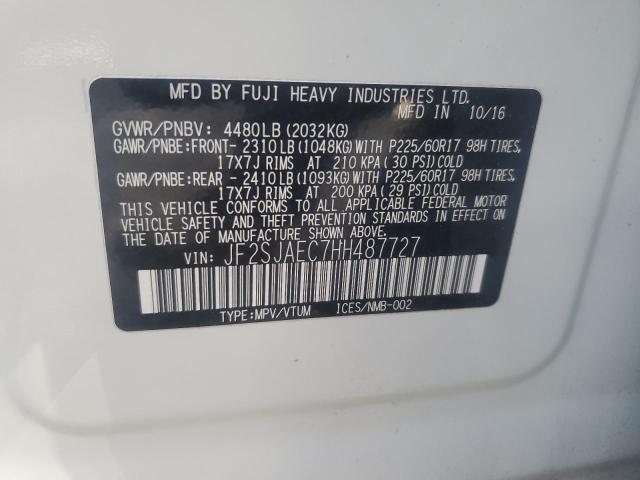 MFD BY FUJI HEAVY INDUSTRIES LTD.
MFD IN 10/16
GVWR/PNBV: 4480LB (2032KG)
GAWR/PNBE:FRONT- 2310LB (1048KG) WITH P225/60R17 98H TIRES,
17X7J RIMS AT 210 KPA (30 PSI) COLD
GAWR/PNBE:REAR - 2410LB (1093KG) WITH P225/60R17 98H TIRES,
17X7J RIMS AT 200 KPA (29 PSI) COLD
THIS VEHICLE CONFORMS TO ALL APPLICABLE FEDERAL MOTOR
VEHICLE SAFETY AND THEFT PREVENTION STANDARDS IN EFFECT
ON THE DATE OF MANUFACTURE SHOWN ABOVE.
VIN: JF2SJAEC7HH487727
TYPE:MPV/VTUM ICES/NMB-002